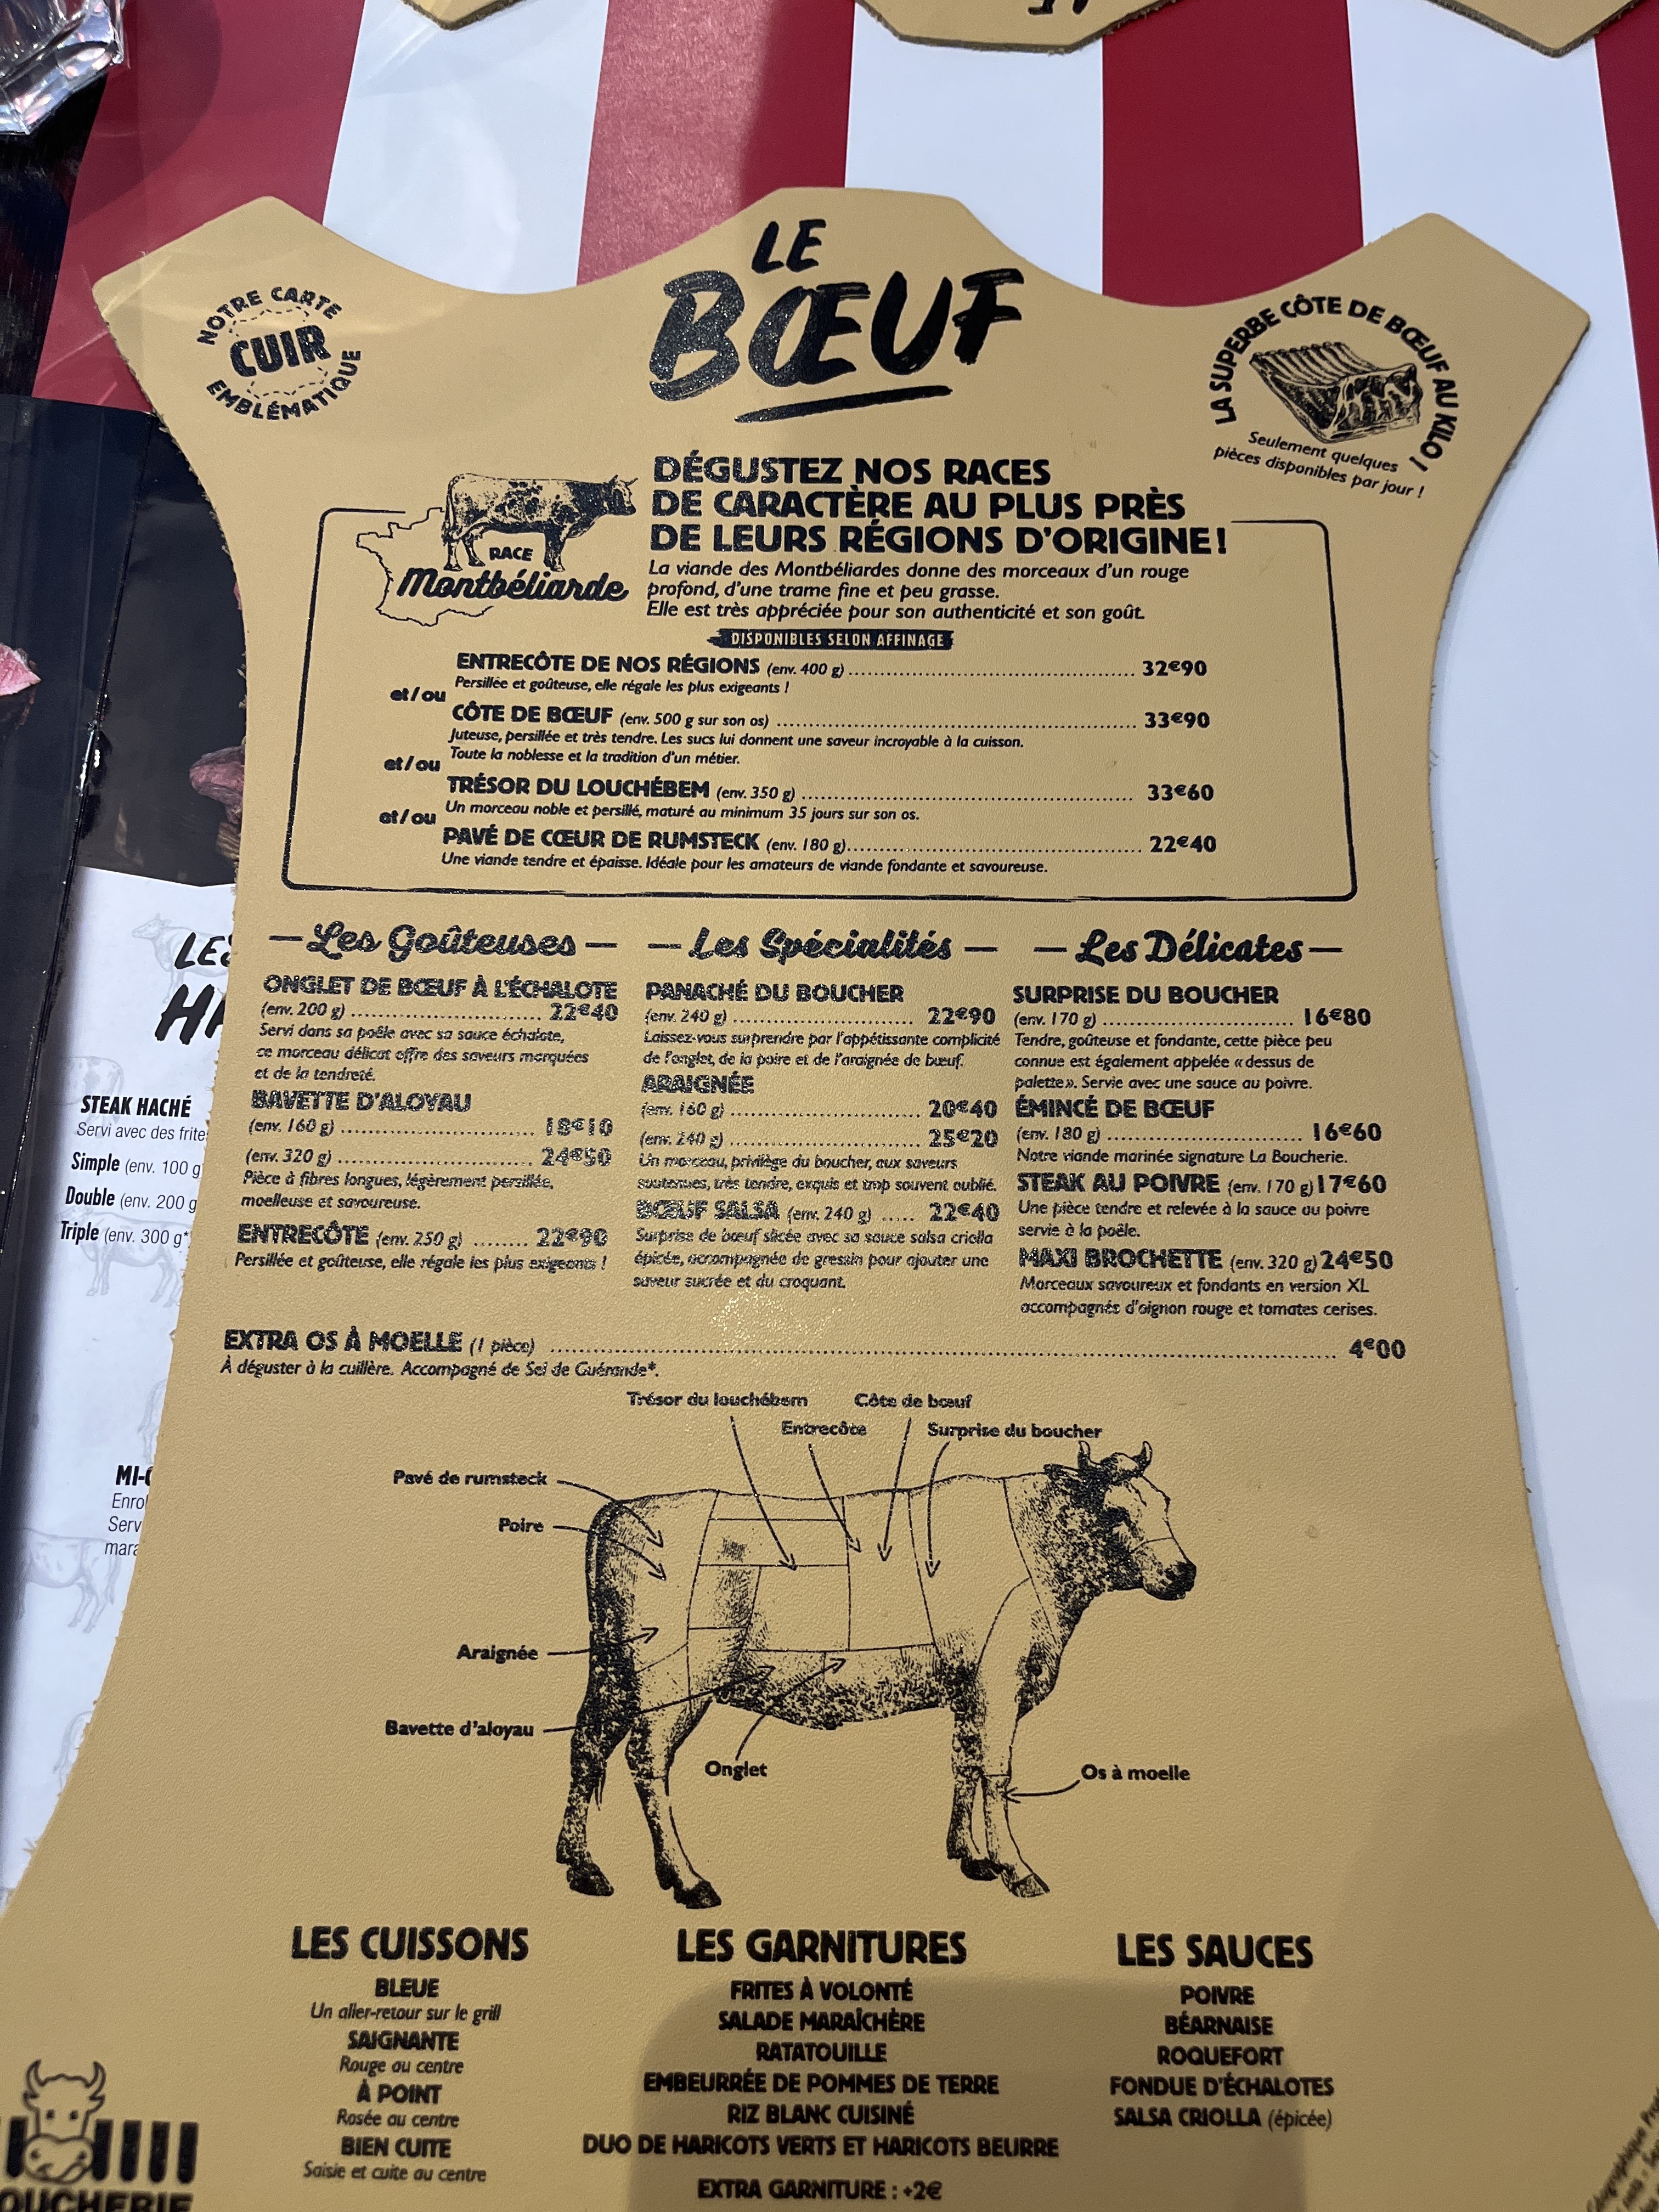 NOTRE CARTE
CUIR
EMBLÉMATIQUE
LE
BŒUF
LA SUPERBE CÔTE DE BŒUF AU KILO !
Seulement quelques
pièces disponibles par jour !
DÉGUSTEZ NOS RACES
DE CARACTÈRE AU PLUS PRÈS
DE LEURS RÉGIONS D'ORIGINE !
RACE
Montbéliarde
La viande des Montbéliardes donne des morceaux d'un rouge
profond, d'une trame fine et peu grasse.
Elle est très appréciée pour son authenticité et son goût.
DISPONIBLES SELON AFFINAGE
ENTRECÔTE DE NOS RÉGIONS (env. 400 g) 32€90
Persillée et goûteuse, elle régale les plus exigeants !
et/ou
CÔTE DE BŒUF (env. 500 g sur son os) 33€90
Juteuse, persillée et très tendre. Les sucs lui donnent une saveur incroyable à la cuisson.
Toute la noblesse et la tradition d'un métier.
et/ou
TRÉSOR DU LOUCHÉBEM (env. 350 g) 33€60
Un morceau noble et persillé, maturé au minimum 35 jours sur son os.
et/ou
PAVÉ DE CŒUR DE RUMSTECK (env. 180 g) 22€40
Une viande tendre et épaisse. Idéale pour les amateurs de viande fondante et savoureuse.
Les Goûteuses
ONGLET DE BŒUF À L'ÉCHALOTE
(env. 200 g) 22€40
Servi dans sa poêle avec sa sauce échalote,
ce morceau délicat offre des saveurs marquées
et de la tendreté.
BAVETTE D'ALOYAU
(env. 160 g) 18€10
(env. 320 g) 24€50
Pièce à fibres longues, légèrement persillée,
moelleuse et savoureuse.
ENTRECÔTE (env. 250 g) 22€90
Persillée et goûteuse, elle régale les plus exigeants !
Les Spécialités
PANACHÉ DU BOUCHER
(env. 240 g) 22€90
Laissez-vous surprendre par l'appétissante complicité
de l'onglet, de la poire et de l'araignée de bœuf.
ARAIGNÉE
(env. 160 g) 20€40
(env. 240 g) 25€20
Un morceau, privilège du boucher, aux saveurs
soutenues, très tendre, exquis et trop souvent oublié.
BŒUF SALSA (env. 240 g) 22€40
Surprise de bœuf slicée avec sa sauce salsa criolla
épicée, accompagnée de gressin pour ajouter une
saveur sucrée et du croquant.
Les Délicates
SURPRISE DU BOUCHER
(env. 170 g) 16€80
Tendre, goûteuse et fondante, cette pièce peu
connue est également appelée « dessus de
palette ». Servie avec une sauce au poivre.
ÉMINCÉ DE BŒUF
(env. 180 g) 16€60
Notre viande marinée signature La Boucherie.
STEAK AU POIVRE (env. 170 g) 17€60
Une pièce tendre et relevée à la sauce au poivre
servie à la poêle.
MAXI BROCHETTE (env. 320 g) 24€50
Morceaux savoureux et fondants en version XL
accompagnés d'oignon rouge et tomates cerises.
EXTRA OS À MOELLE (1 pièce) 4€00
À déguster à la cuillère. Accompagné de Sel de Guérande*.
Trésor du louchébem
Côte de bœuf
Entrecôte
Surprise du boucher
Pavé de rumsteck
Poire
Araignée
Bavette d'aloyau
Onglet
Os à moelle
LES CUISSONS
BLEUE
Un aller-retour sur le grill
SAIGNANTE
Rouge au centre
À POINT
Rosée au centre
BIEN CUITE
Saisie et cuite au centre
LES GARNITURES
FRITES À VOLONTÉ
SALADE MARAÎCHÈRE
RATATOUILLE
EMBEURRÉE DE POMMES DE TERRE
RIZ BLANC CUISINÉ
DUO DE HARICOTS VERTS ET HARICOTS BEURRE
EXTRA GARNITURE : +2€
LES SAUCES
POIVRE
BÉARNAISE
ROQUEFORT
FONDUE D'ÉCHALOTES
SALSA CRIOLLA (épicée)
STEAK HACHÉ
Servi avec des frite
Simple (env. 100 g
Double (env. 200 g
Triple (env. 300 g*
Enro
Serv
mara
OUCHERIE